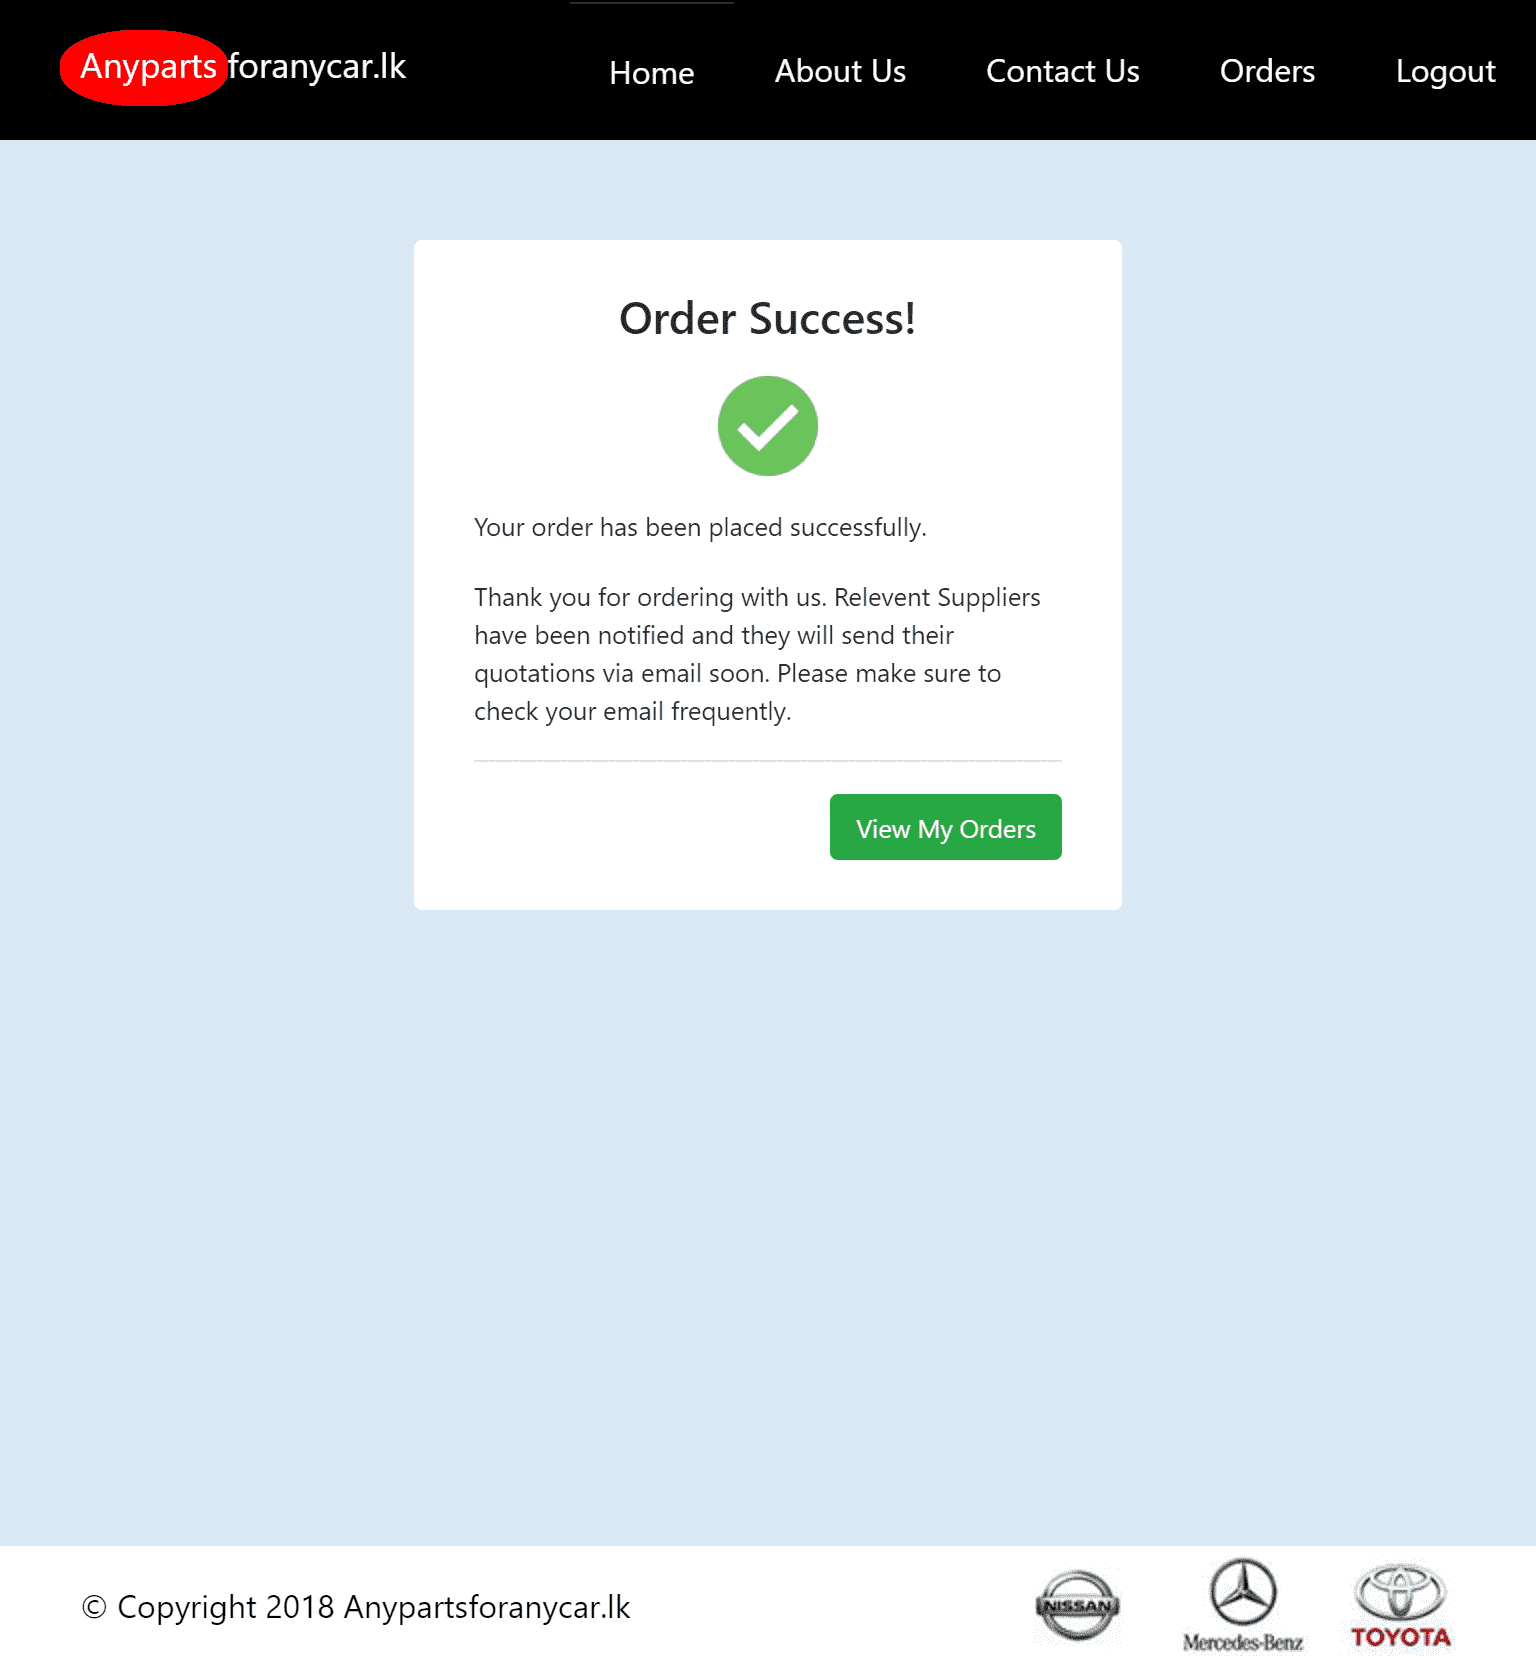 Anyparts foranycar.lk
Home
About Us
Contact Us
Orders
Logout
Order Success!
Your order has been placed successfully.
Thank you for ordering with us. Relevent Suppliers
have been notified and they will send their
quotations via email soon. Please make sure to
check your email frequently.
View My Orders
© Copyright 2018 Anypartsforanycar.lk
NISSAN
Mercedes-Benz
TOYOTA